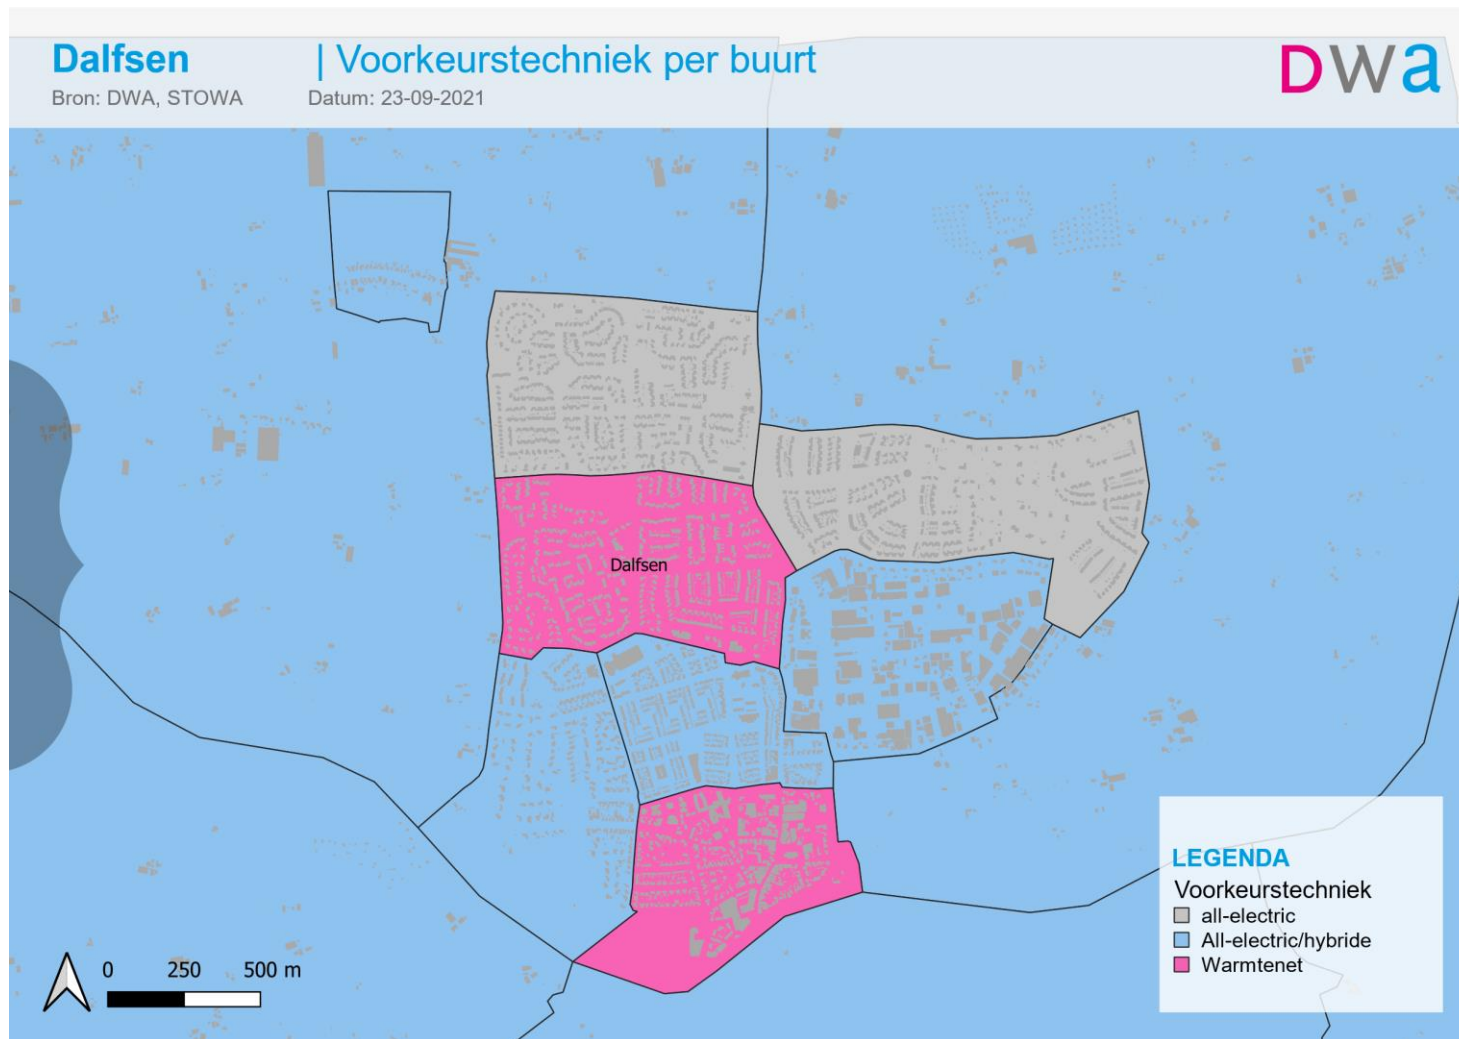 Dalfsen | Voorkeurstechniek per buurt
Bron: DWA, STOWA Datum: 23-09-2021
DWa
Dalfsen
LEGENDA
Voorkeurstechniek
all-electric
All-electric/hybride
Warmtenet
0 250 500 m